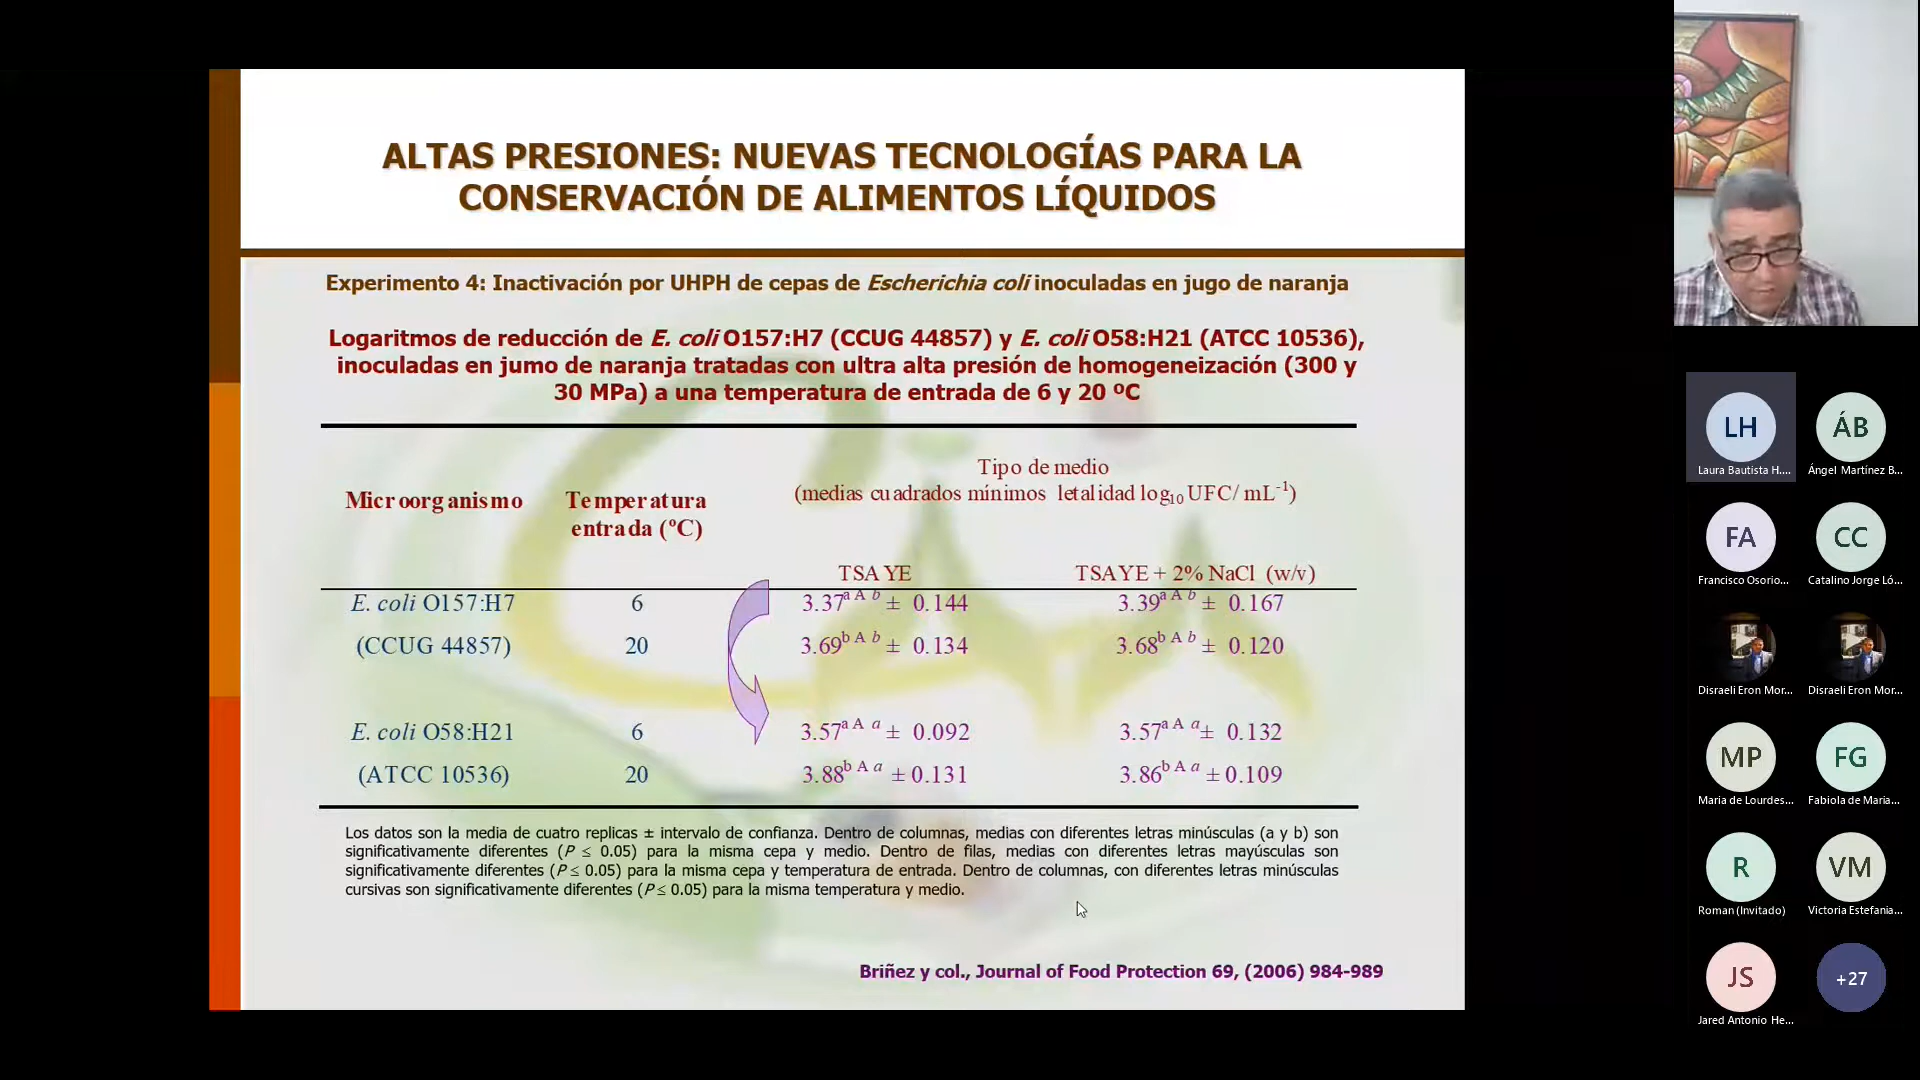 ALTAS PRESIONES: NUEVAS TECNOLOGÍAS PARA LA
CONSERVACIÓN DE ALIMENTOS LÍQUIDOS
Experimento 4: Inactivación por UHPH de cepas de Escherichia coli inoculadas en jugo de naranja
Logaritmos de reducción de E. coli O157:H7 (CCUG 44857) y E. coli O58:H21 (ATCC 10536),
inoculadas en jumo de naranja tratadas con ultra alta presión de homogeneización (300 y
30 MPa) a una temperatura de entrada de 6 y 20 ºC
Tipo de medio
(medias cuadrados mínimos letalidad log10 UFC/ mL-1)
Microorganismo Temperatura
entrada (ºC)
TSAYE TSAYE + 2% NaCl (w/v)
E. coli O157:H7 6 3.37a A b ± 0.144 3.39a A b ± 0.167
(CCUG 44857) 20 3.69b A b ± 0.134 3.68b A b ± 0.120
E. coli O58:H21 6 3.57a A a ± 0.092 3.57a A a ± 0.132
(ATCC 10536) 20 3.88b A a ± 0.131 3.86b A a ± 0.109
Los datos son la media de cuatro replicas ± intervalo de confianza. Dentro de columnas, medias con diferentes letras minúsculas (a y b) son
significativamente diferentes (P ≤ 0.05) para la misma cepa y medio. Dentro de filas, medias con diferentes letras mayúsculas son
significativamente diferentes (P ≤ 0.05) para la misma cepa y temperatura de entrada. Dentro de columnas, con diferentes letras minúsculas
cursivas son significativamente diferentes (P ≤ 0.05) para la misma temperatura y medio.
Briñez y col., Journal of Food Protection 69, (2006) 984-989
LH ÁB
Laura Bautista H.... Ángel Martínez B...
FA CC
Francisco Osorio... Catalino Jorge Ló...
Disraeli Eron Mor... Disraeli Eron Mor...
MP FG
Maria de Lourdes... Fabiola de Maria...
R VM
Roman (Invitado) Victoria Estefania...
JS +27
Jared Antonio He...